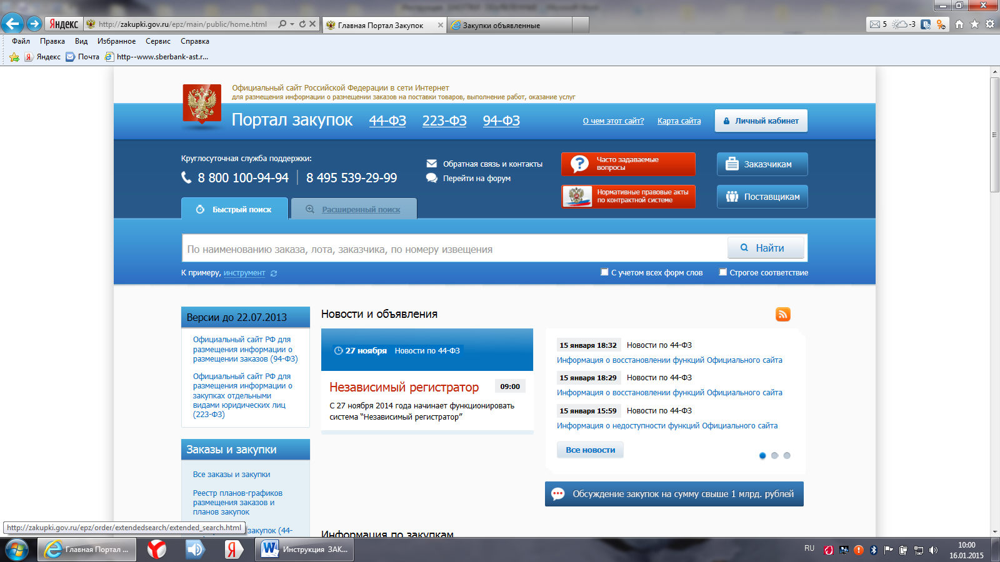 Яндекс
http://zakupki.gov.ru/epz/main/public/home.html
Главная Портал Закупок
Закупки объявленные
5
-3
Файл Правка Вид Избранное Сервис Справка
Яндекс Почта http--www.sberbank-ast.r...
Официальный сайт Российской Федерации в сети Интернет
для размещения информации о размещении заказов на поставки товаров, выполнение работ, оказание услуг
Портал закупок 44-ФЗ 223-ФЗ 94-ФЗ
О чем этот сайт? Карта сайта Личный кабинет
Круглосуточная служба поддержки:
8 800 100-94-94 8 495 539-29-99
Обратная связь и контакты
Перейти на форум
Часто задаваемые
вопросы
Нормативные правовые акты
по контрактной системе
Заказчикам
Поставщикам
Быстрый поиск Расширенный поиск
По наименованию заказа, лота, заказчика, по номеру извещения
Найти
К примеру, инструмент
С учетом всех форм слов Строгое соответствие
Версии до 22.07.2013
Официальный сайт РФ для
размещения информации о
размещении заказов (94-ФЗ)
Официальный сайт РФ для
размещения информации о
закупках отдельными
видами юридических лиц
(223-ФЗ)
Заказы и закупки
Все заказы и закупки
Реестр планов-графиков
размещения заказов и
планов закупок
закупок (44-
Новости и объявления
27 ноября Новости по 44-ФЗ
Независимый регистратор 09:00
С 27 ноября 2014 года начинает функционировать
система “Независимый регистратор”
15 января 18:32 Новости по 44-ФЗ
Информация о восстановлении функций Официального сайта
15 января 18:29 Новости по 44-ФЗ
Информация о восстановлении функций Официального сайта
15 января 15:59 Новости по 44-ФЗ
Информация о недоступности функций Официального сайта
Все новости
Обсуждение закупок на сумму свыше 1 млрд. рублей
Информация по закупкам
http://zakupki.gov.ru/epz/order/extendedsearch/extended_search.html
Главная Портал ...
Инструкция ЗАК...
RU
10:00
16.01.2015